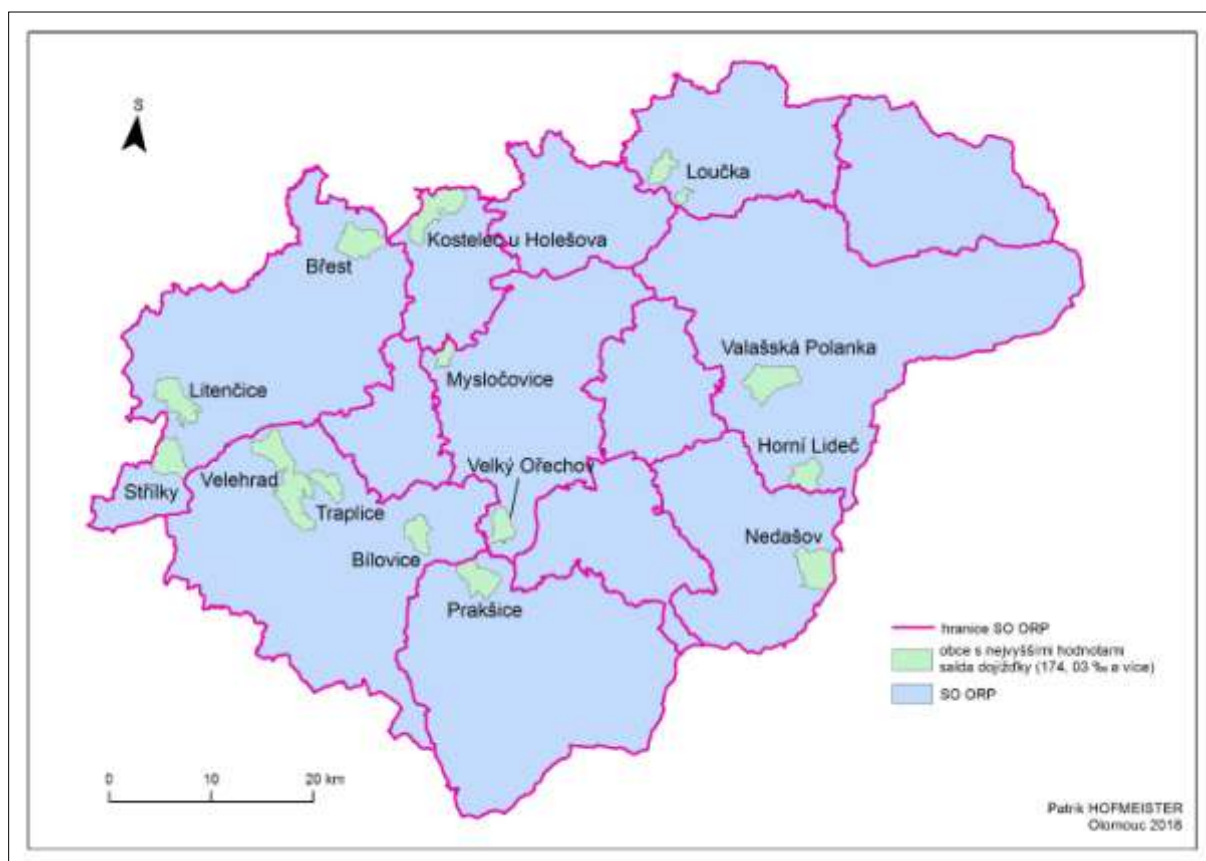 S
Loučka
Kostelec u Holešova
Břest
Valašská Polanka
Mysločovice
Litenčice
Horní Lideč
Velký Ořechov
Velehrad
Střílky
Traplice
Nedašov
Bílovice
Prakšice
hranice SO ORP
obce s nejvyššími hodnotami
salda dojížďky (174, 03 ‰ a více)
SO ORP
0 10 20 km
Patrik HOFMEISTER
Olomouc 2018